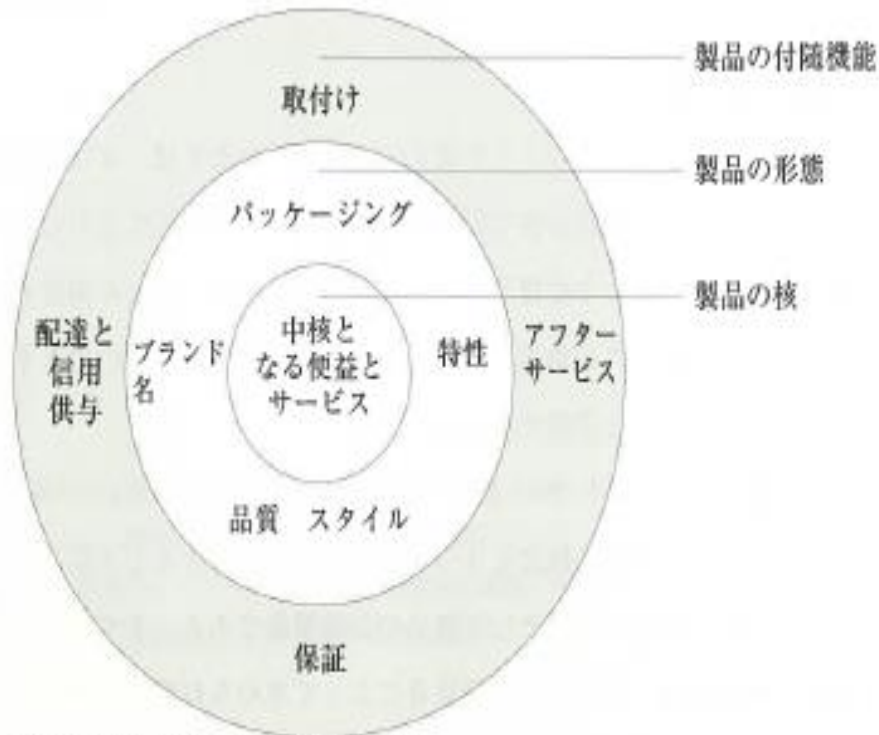 製品の付随機能
取付け
製品の形態
パッケージング
製品の核
中核と
なる便益と
サービス
ブランド
名
特性
配達と
信用
供与
アフター
サービス
品質 スタイル
保証